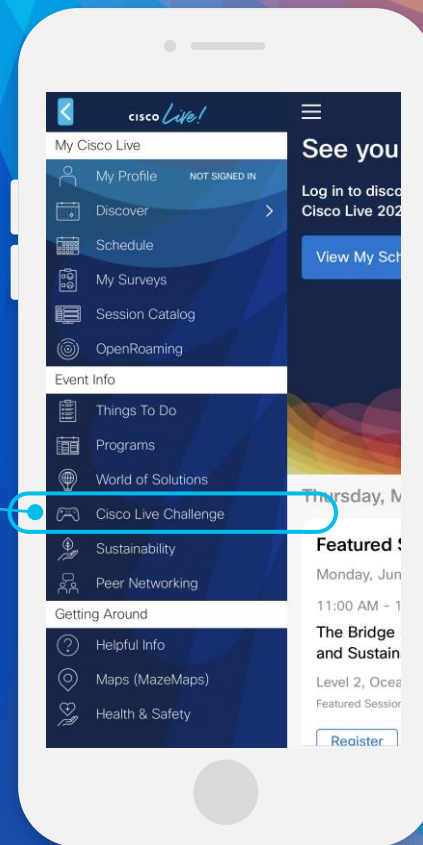 CISCO Live!
My Cisco Live
My Profile NOT SIGNED IN
Discover
Schedule
My Surveys
Session Catalog
OpenRoaming
Event Info
Things To Do
Programs
World of Solutions
Cisco Live Challenge
Sustainability
Peer Networking
Getting Around
Helpful Info
Maps (MazeMaps)
Health & Safety
See you
Log in to disco
Cisco Live 202
View My Sch
Thursday, M
Featured S
Monday, Jun
11:00 AM - 1
The Bridge
and Sustain
Level 2, Ocea
Featured Session
Register